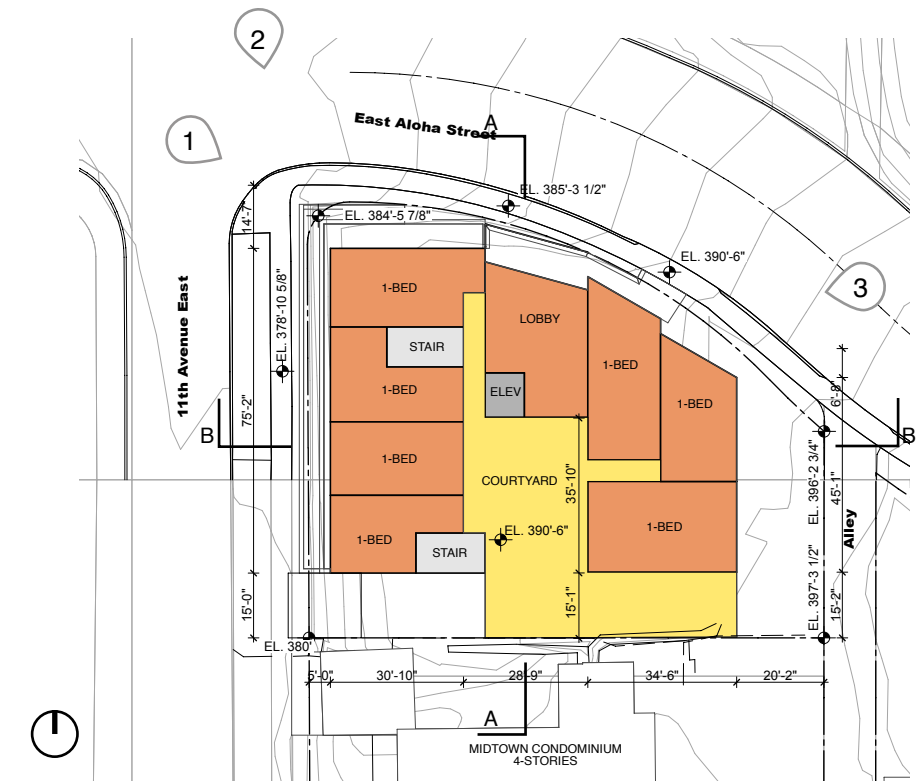 2
1
East Aloha Street
A
EL. 385'-3 1/2"
EL. 384'-5 7/8"
14'-7
EL. 390'-6"
3
11th Avenue East
EL. 378'-10 5/8"
1-BED
LOBBY
STAIR
1-BED
1-BED
ELEV
1-BED
6'-8"
75'-2"
B
B
1-BED
COURTYARD
35'-10"
EL. 396'-2 3/4"
45'-1"
Alley
1-BED
STAIR
EL. 390'-6"
1-BED
15'-0"
15'-1"
EL. 397'-3 1/2"
15'-2"
EL. 380'
5'-0"
30'-10"
28'-9"
34'-6"
20'-2"
A
MIDTOWN CONDOMINIUM
4-STORIES